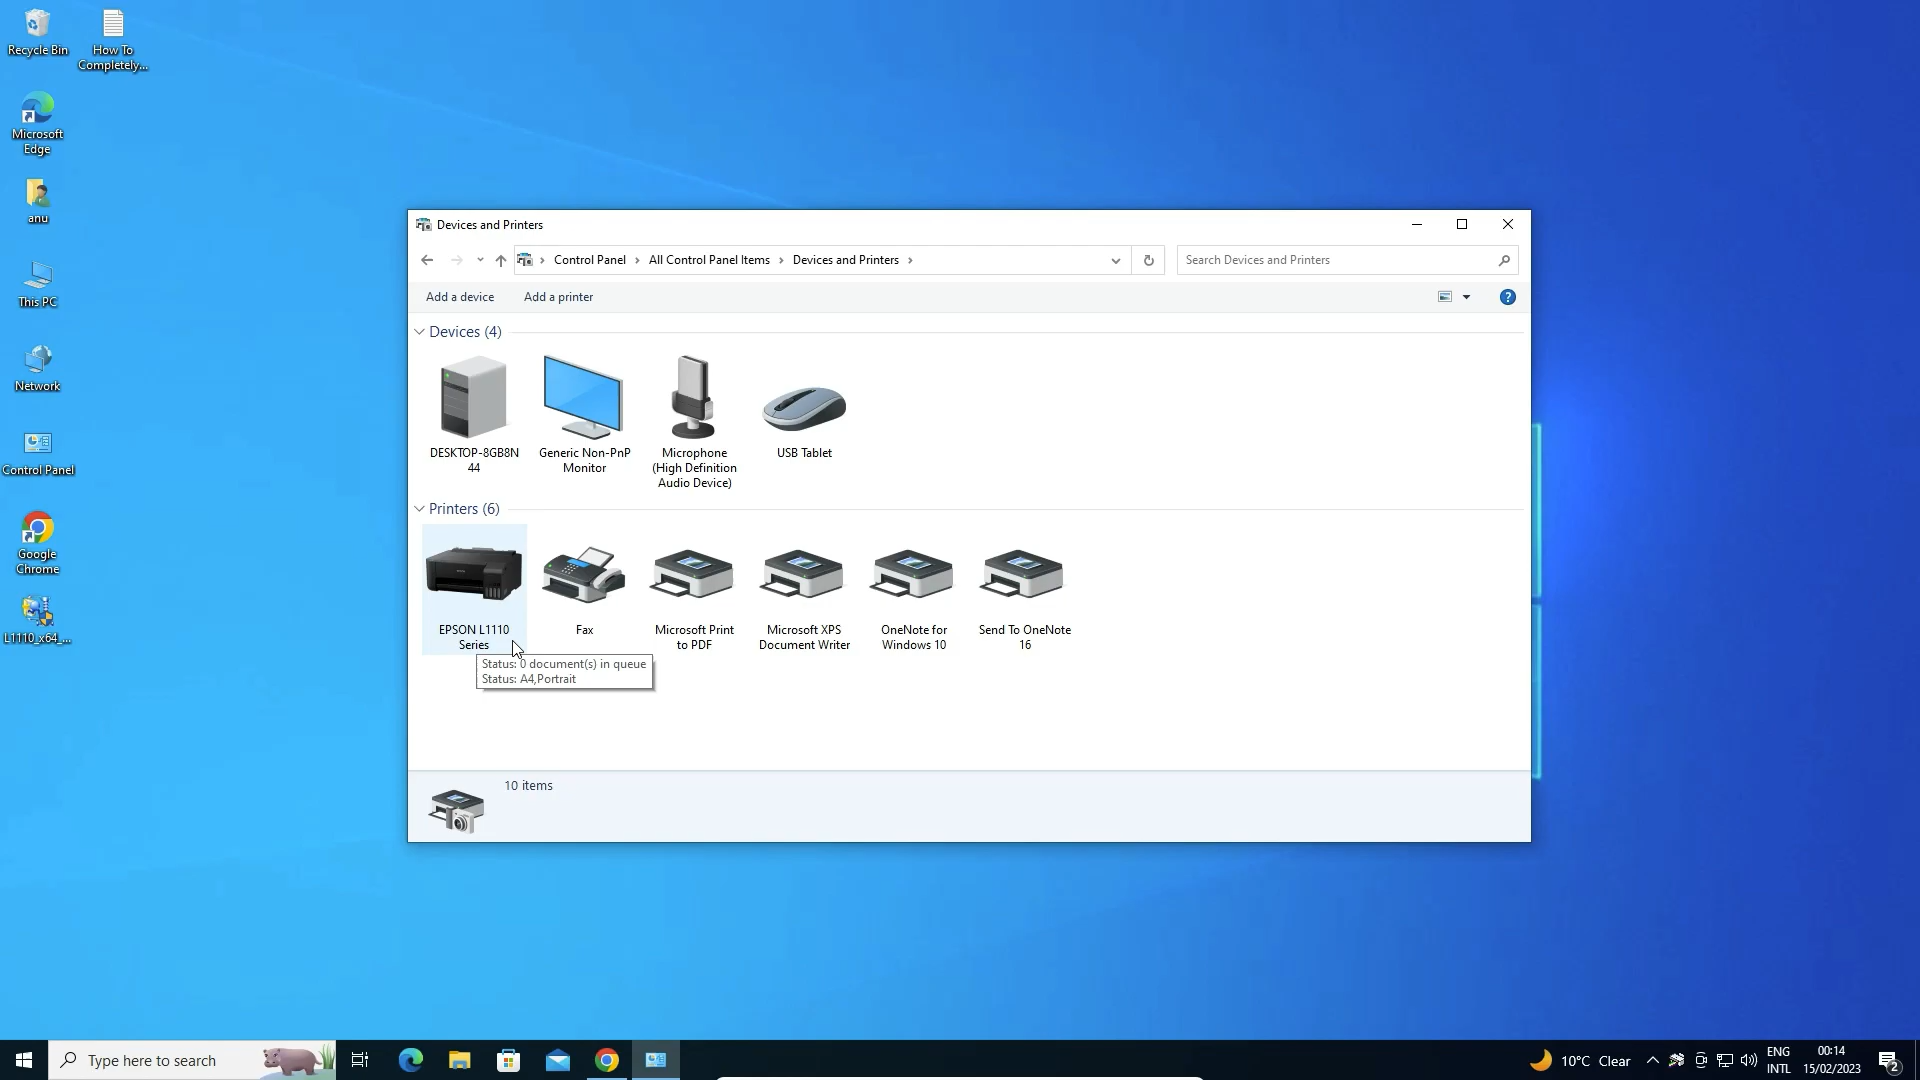 Recycle Bin
How To
Completely...
Microsoft
Edge
anu
This PC
Network
Control Panel
Google
Chrome
L1110_x64_...
Devices and Printers
Control Panel
All Control Panel Items
Devices and Printers
Search Devices and Printers
Add a device
Add a printer
?
Devices (4)
DESKTOP-8GB8N
44
Generic Non-PnP
Monitor
Microphone
(High Definition
Audio Device)
USB Tablet
Printers (6)
EPSON L1110
Series
Fax
Microsoft Print
to PDF
Microsoft XPS
Document Writer
OneNote for
Windows 10
Send To OneNote
16
Status: 0 document(s) in queue
Status: A4,Portrait
10 items
Type here to search
10°C Clear
ENG
INTL
00:14
15/02/2023
2